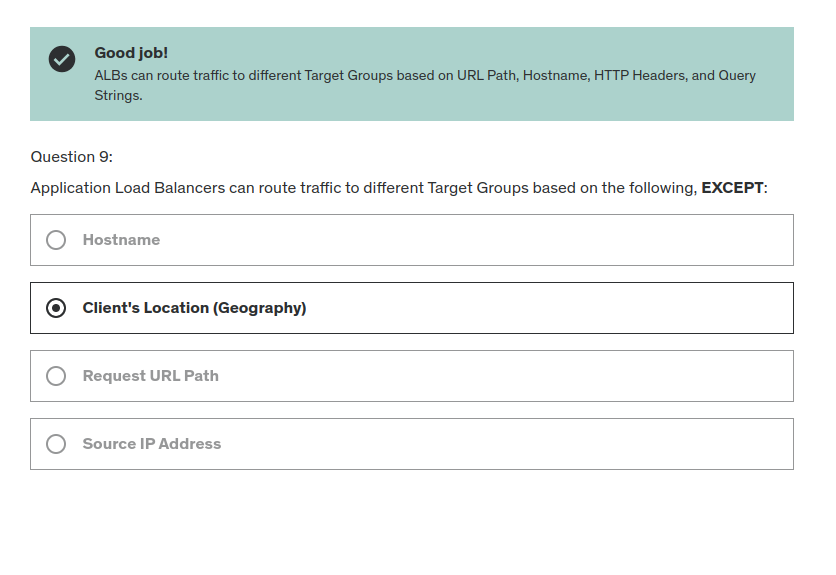 Good job!
ALBs can route traffic to different Target Groups based on URL Path, Hostname, HTTP Headers, and Query
Strings.
Question 9:
Application Load Balancers can route traffic to different Target Groups based on the following, EXCEPT:
Hostname
Client's Location (Geography)
Request URL Path
Source IP Address